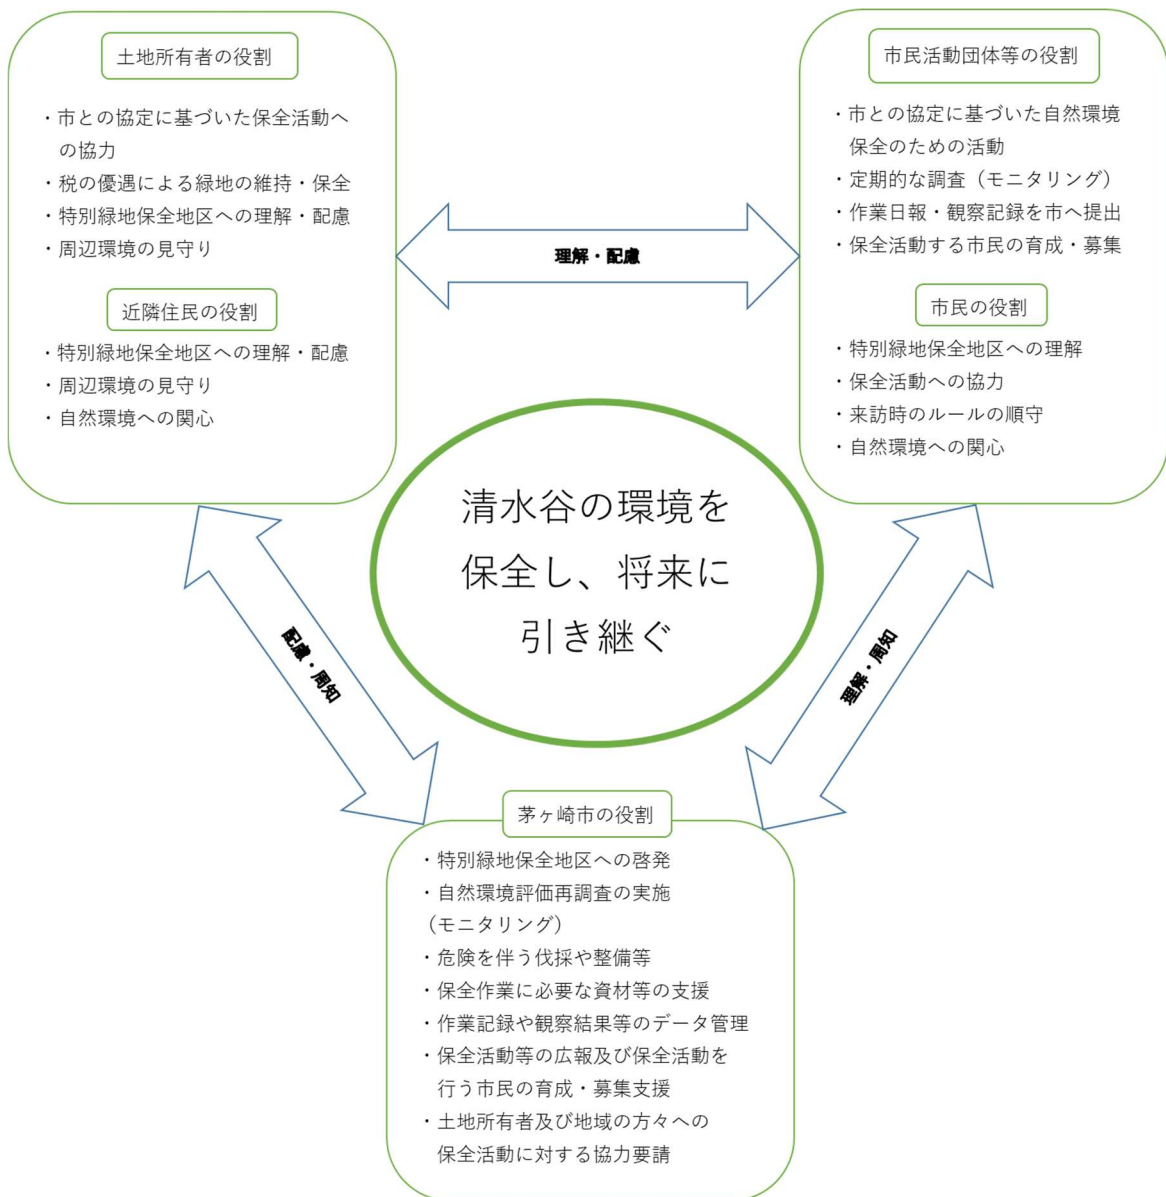 土地所有者の役割
・市との協定に基づいた保全活動へ
の協力
・税の優遇による緑地の維持・保全
・特別緑地保全地区への理解・配慮
・周辺環境の見守り
近隣住民の役割
・特別緑地保全地区への理解・配慮
・周辺環境の見守り
・自然環境への関心
理解・配慮
市民活動団体等の役割
・市との協定に基づいた自然環境
保全のための活動
・定期的な調査（モニタリング）
・作業日報・観察記録を市へ提出
・保全活動する市民の育成・募集
市民の役割
・特別緑地保全地区への理解
・保全活動への協力
・来訪時のルールの順守
・自然環境への関心
清水谷の環境を
保全し、将来に
引き継ぐ
配慮・周知
理解・周知
茅ヶ崎市の役割
・特別緑地保全地区への啓発
・自然環境評価再調査の実施
（モニタリング）
・危険を伴う伐採や整備等
・保全作業に必要な資材等の支援
・作業記録や観察結果等のデータ管理
・保全活動等の広報及び保全活動を
行う市民の育成・募集支援
・土地所有者及び地域の方々への
保全活動に対する協力要請